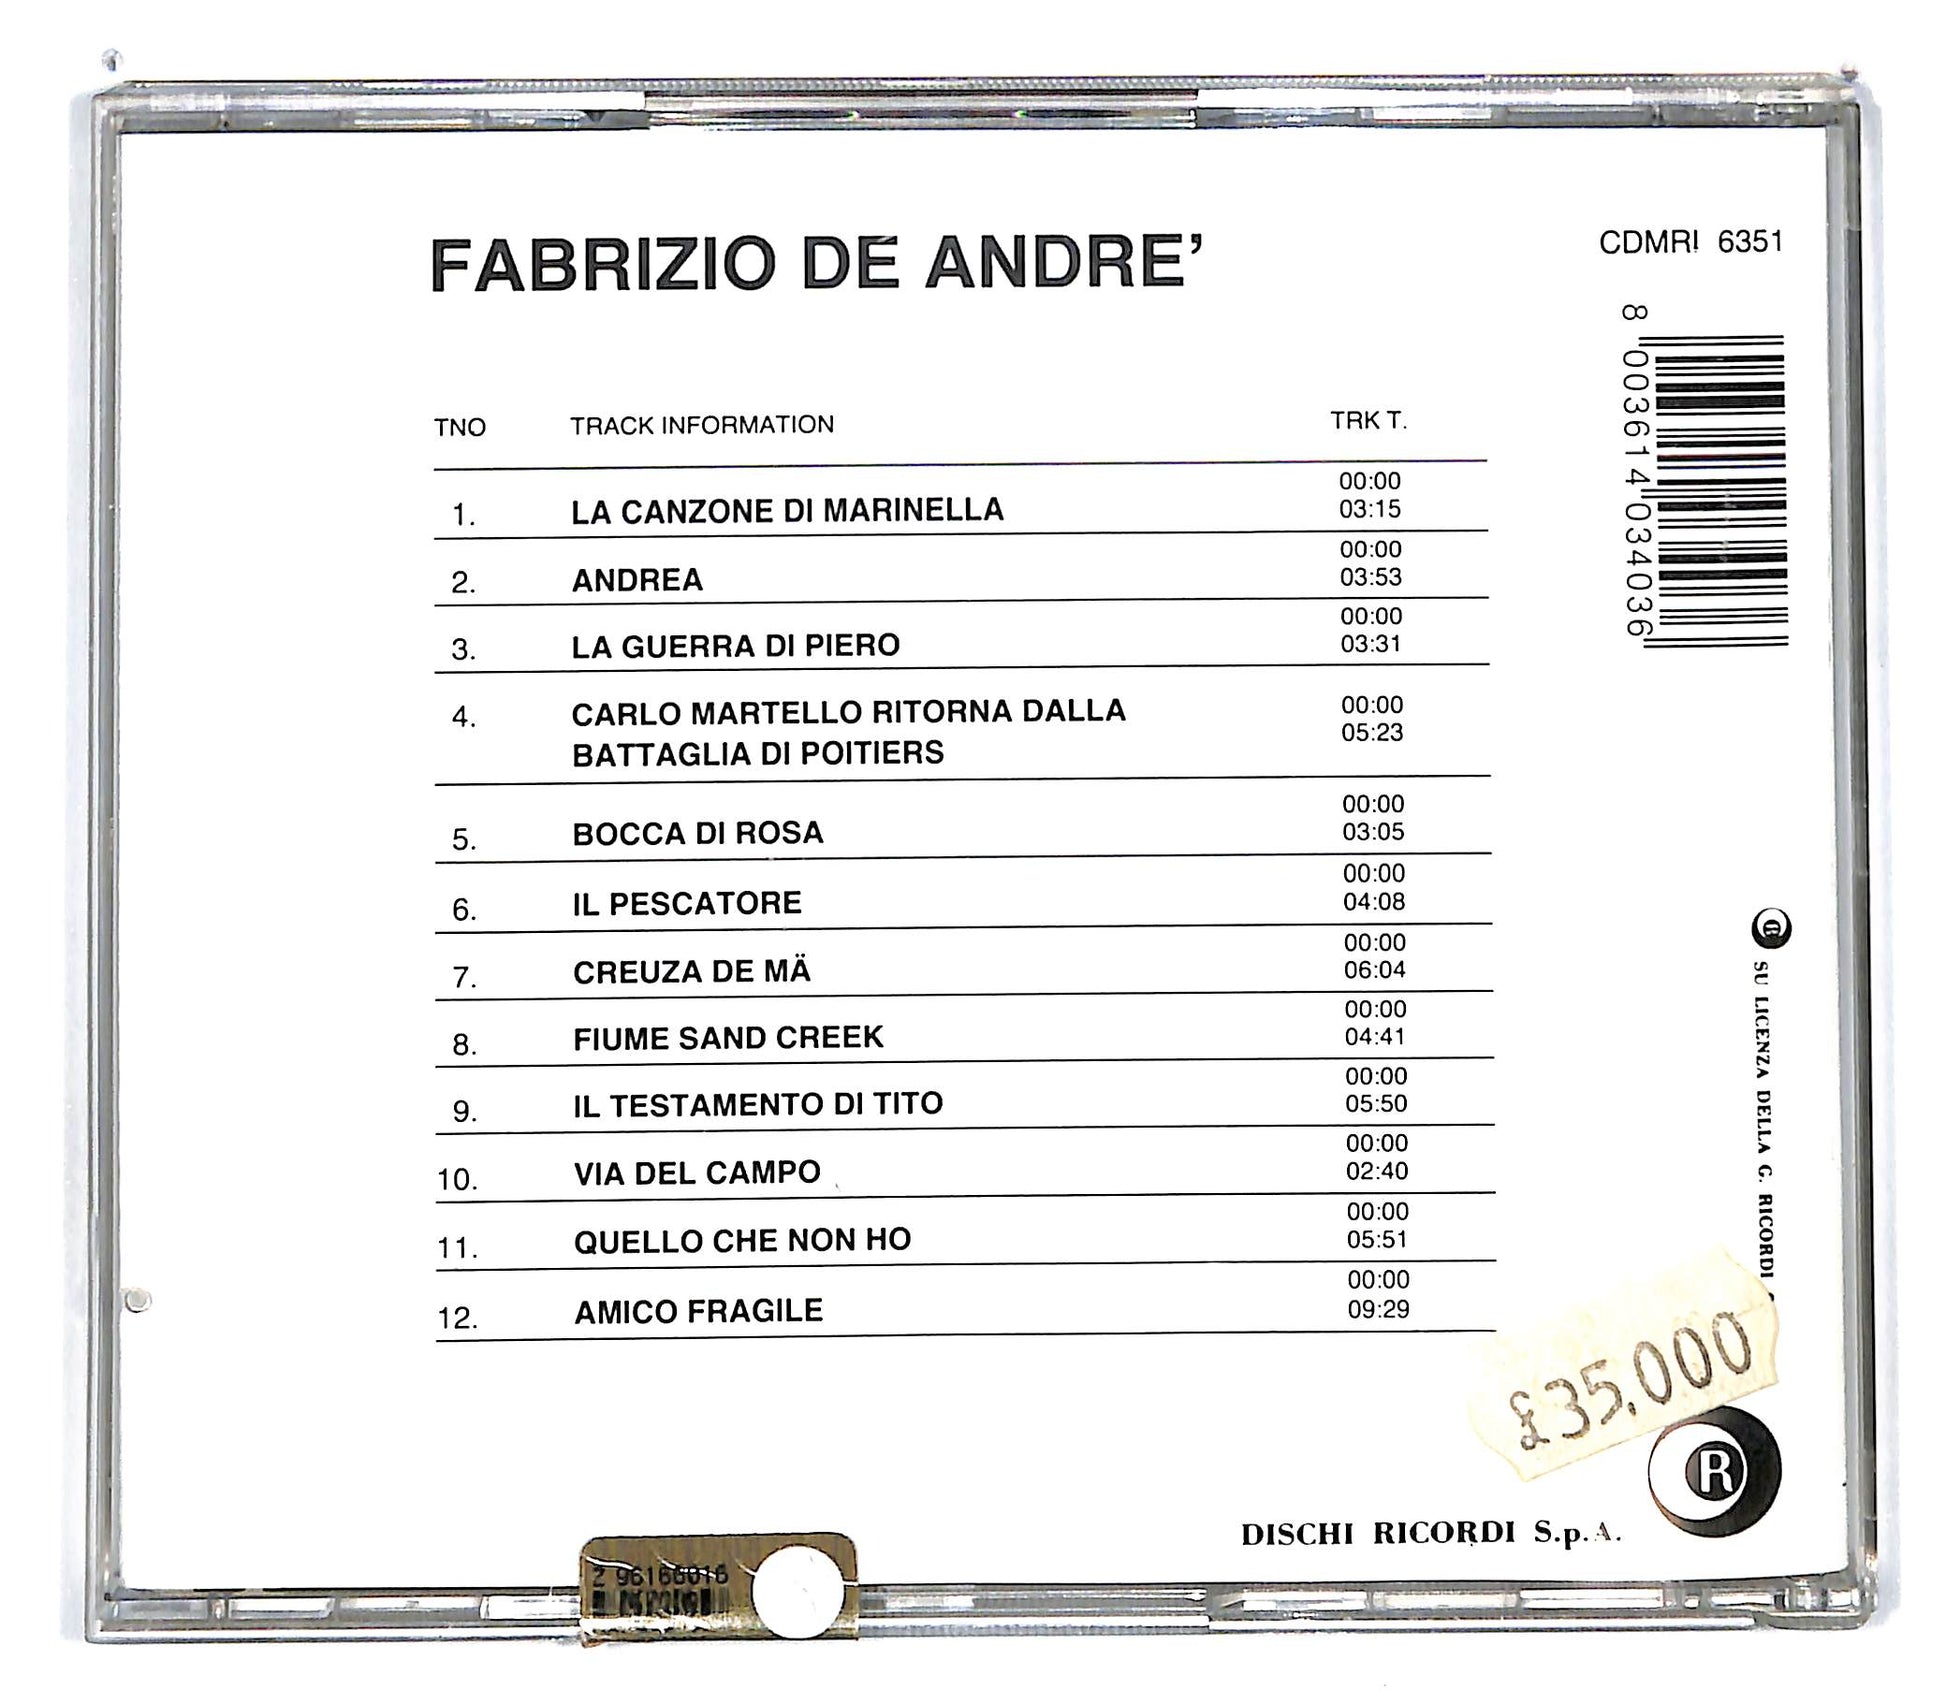 FABRIZIO DE ANDRE’
CDMRI 6351
8 003614 034036
TNO TRACK INFORMATION TRK T.
00:00
1. LA CANZONE DI MARINELLA 03:15
00:00
2. ANDREA 03:53
00:00
3. LA GUERRA DI PIERO 03:31
4. CARLO MARTELLO RITORNA DALLA 00:00
BATTAGLIA DI POITIERS 05:23
00:00
5. BOCCA DI ROSA 03:05
00:00
6. IL PESCATORE 04:08
00:00
7. CREUZA DE MÄ 06:04
00:00
8. FIUME SAND CREEK 04:41
00:00
9. IL TESTAMENTO DI TITO 05:50
00:00
10. VIA DEL CAMPO 02:40
00:00
11. QUELLO CHE NON HO 05:51
00:00
12. AMICO FRAGILE 09:29
SU LICENZA DELLA G. RICORDI
£35.000
R
DISCHI RICORDI S.p.A.
2 96166016